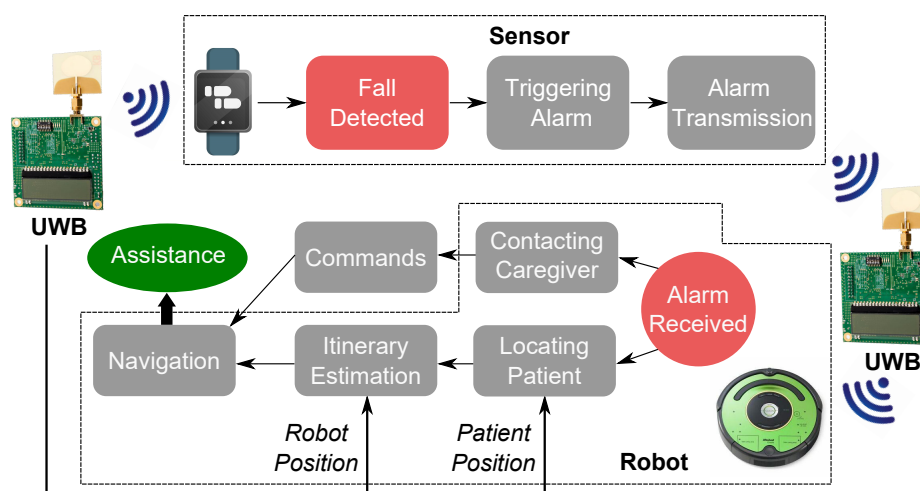 Sensor
Fall
Detected
Triggering
Alarm
Alarm
Transmission
UWB
Assistance
Commands
Contacting
Caregiver
Alarm
Received
Navigation
Itinerary
Estimation
Locating
Patient
UWB
Robot
Position
Patient
Position
Robot